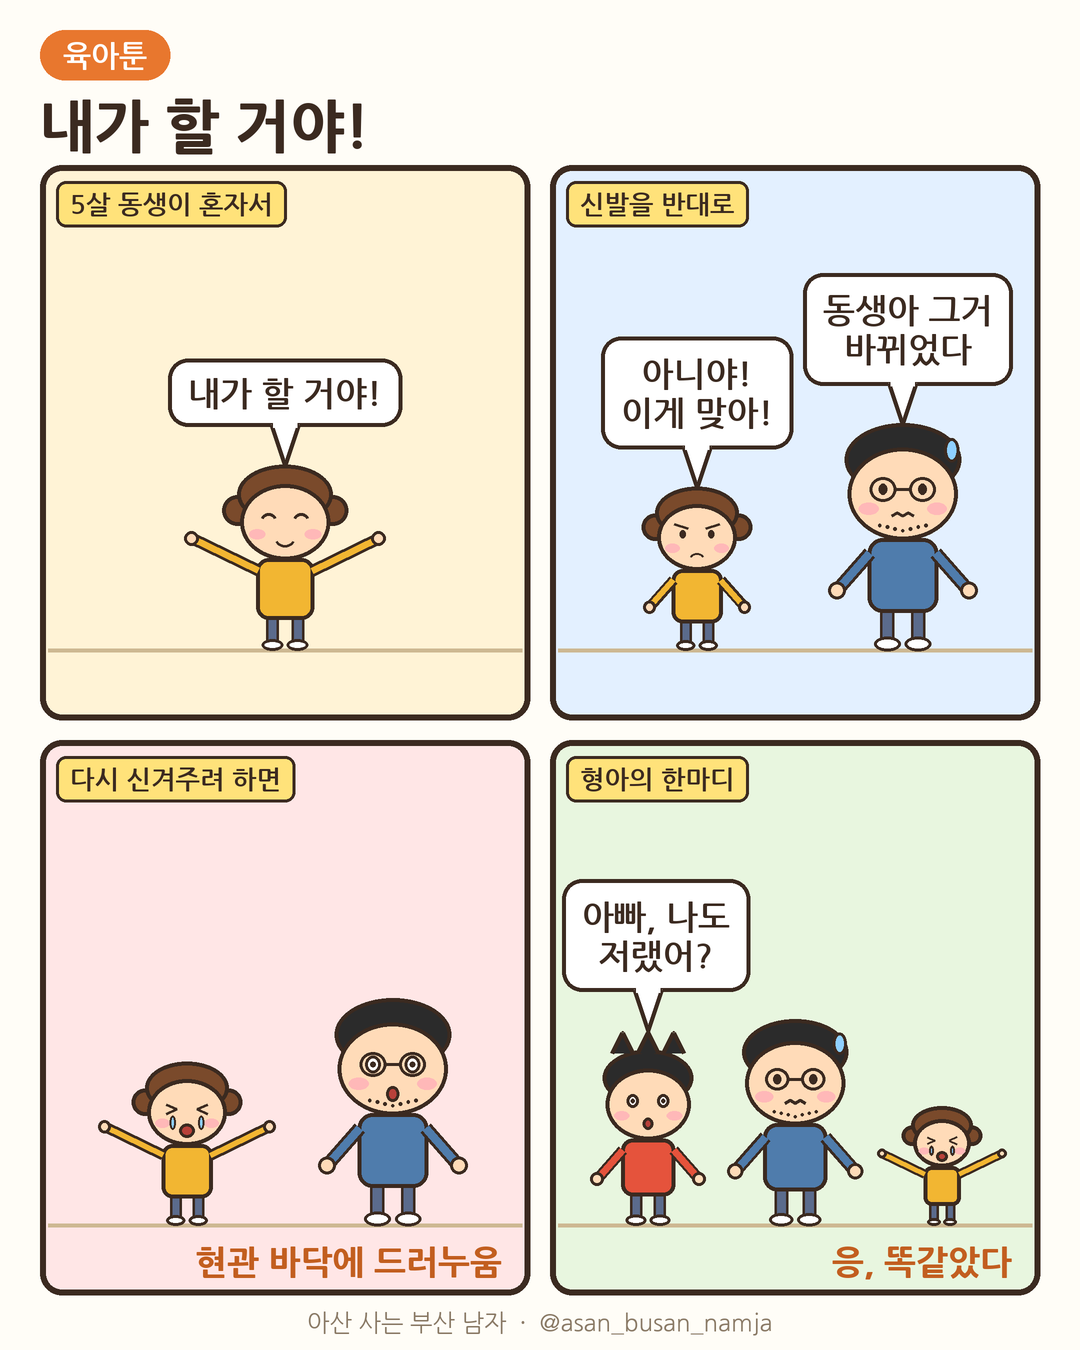 육아툰
내가 할 거야!
5살 동생이 혼자서
내가 할 거야!
신발을 반대로
동생아 그거
바뀌었다
아니야!
이게 맞아!
다시 신겨주려 하면
현관 바닥에 드러누움
형아의 한마디
아빠, 나도
저랬어?
응, 똑같았다
아산 사는 부산 남자 · @asan_busan_namja